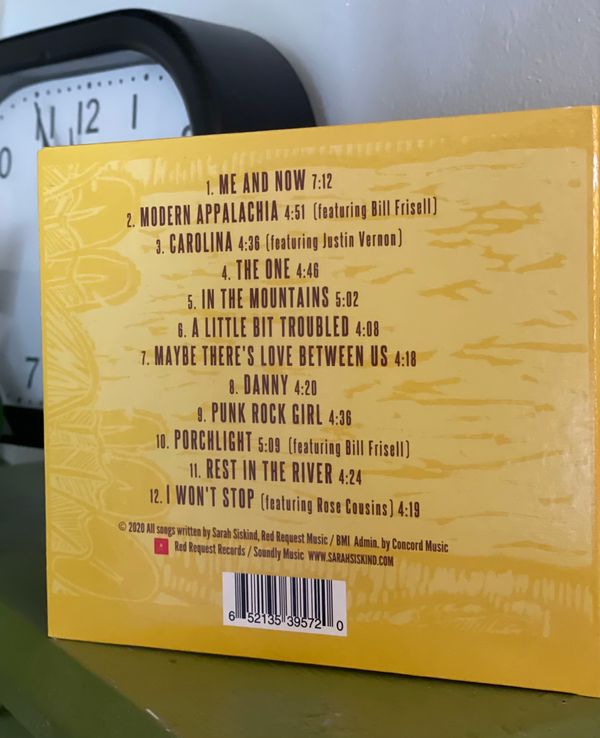 11 12 1
0
7
1. ME AND NOW 7:12
2. MODERN APPALACHIA 4:51 (featuring Bill Frisell)
3. CAROLINA 4:36 (featuring Justin Vernon)
4. THE ONE 4:46
5. IN THE MOUNTAINS 5:02
6. A LITTLE BIT TROUBLED 4:08
7. MAYBE THERE'S LOVE BETWEEN US 4:18
8. DANNY 4:20
9. PUNK ROCK GIRL 4:36
10. PORCHLIGHT 5:09 (featuring Bill Frisell)
11. REST IN THE RIVER 4:24
12. I WON'T STOP (featuring Rose Cousins) 4:19
© 2020 All songs written by Sarah Siskind, Red Request Music / BMI Admin. by Concord Music
Red Request Records / Soundly Music WWW.SARAHSISKIND.COM
6 52135 39572 0